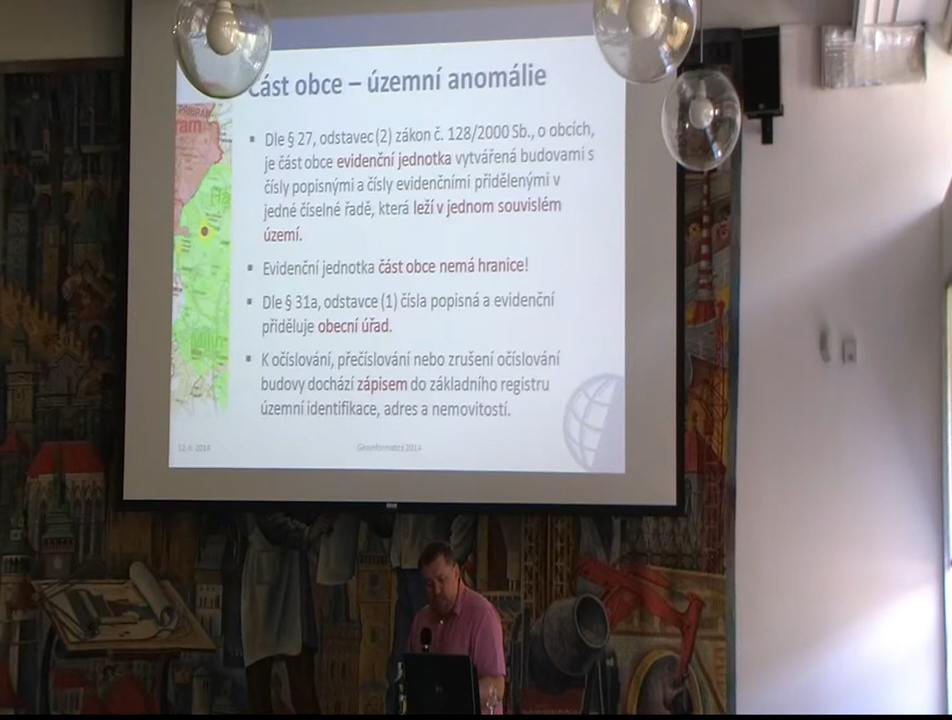 Část obce – územní anomálie
Dle § 27, odstavec (2) zákon č. 128/2000 Sb., o obcích,
je část obce evidenční jednotka vytvářená budovami s
čísly popisnými a čísly evidenčními přidělenými v
jedné číselné řadě, která leží v jednom souvislém
území.
Evidenční jednotka část obce nemá hranice!
Dle § 31a, odstavce (1) čísla popisná a evidenční
přiděluje obecní úřad.
K očíslování, přečíslování nebo zrušení očíslování
budovy dochází zápisem do základního registru
územní identifikace, adres a nemovitostí.
12. 6. 2014
Geoinformatics 2014